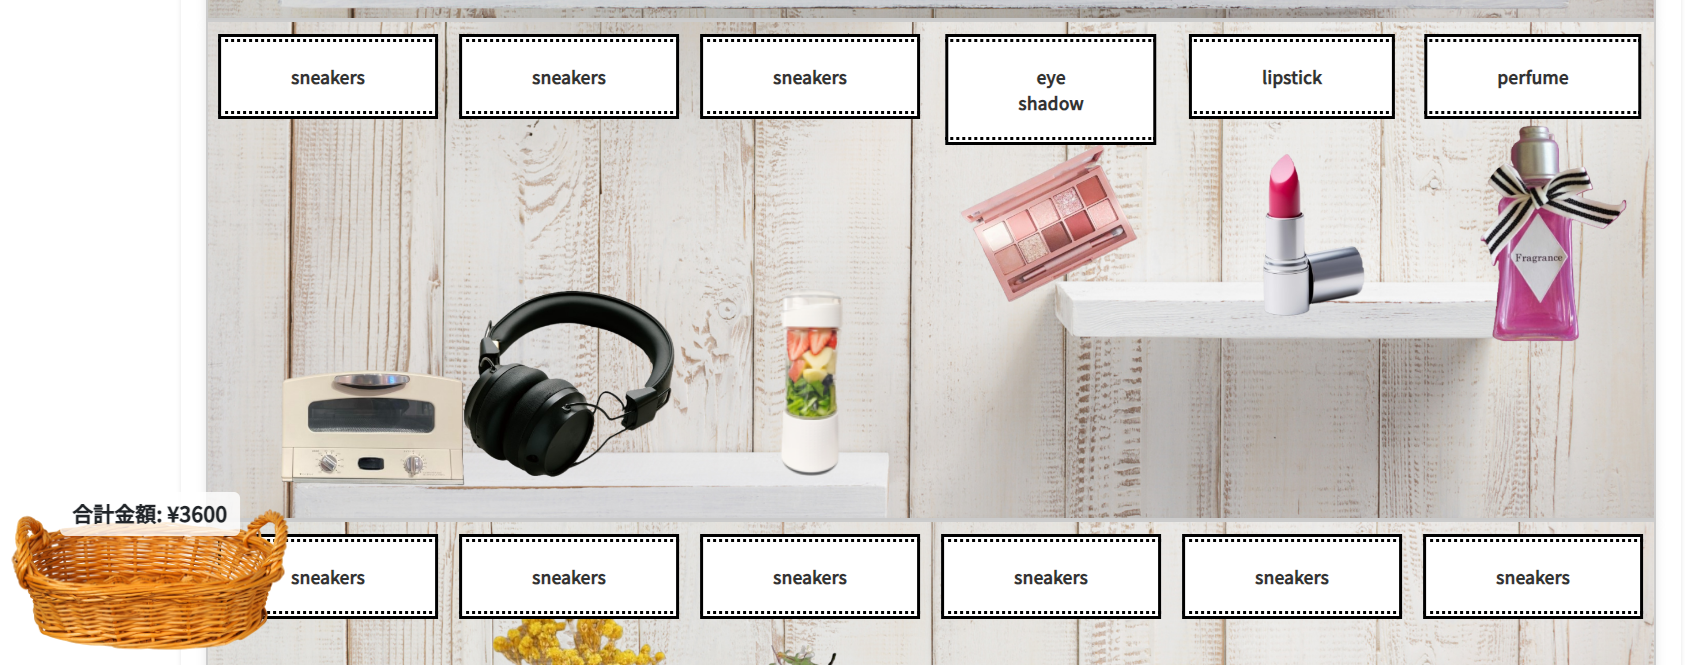 sneakers
sneakers
sneakers
eye
shadow
lipstick
perfume
Fragrance
合計金額: ¥3600
sneakers
sneakers
sneakers
sneakers
sneakers
sneakers